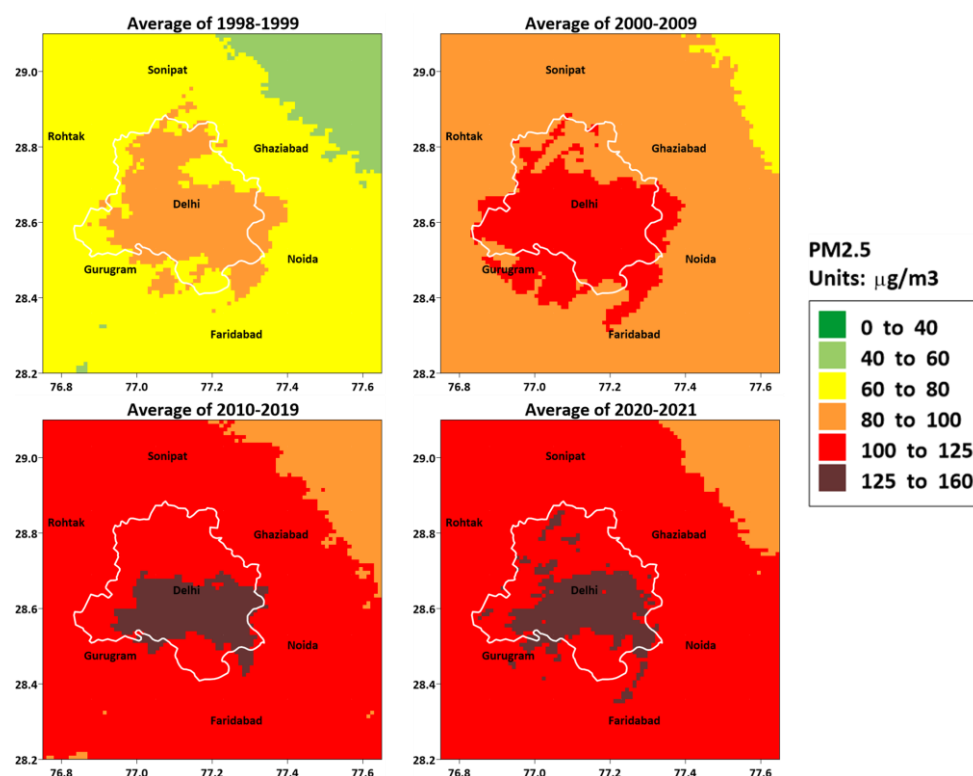 Average of 1998-1999
29.0
28.8
28.6
28.4
28.2
76.8 77.0 77.2 77.4 77.6
Sonipat
Rohtak
Ghaziabad
Delhi
Noida
Gurugram
Faridabad
Average of 2000-2009
29.0
28.8
28.6
28.4
28.2
76.8 77.0 77.2 77.4 77.6
Sonipat
Rohtak
Ghaziabad
Delhi
Noida
Gurugram
Faridabad
Average of 2010-2019
29.0
28.8
28.6
28.4
28.2
76.8 77.0 77.2 77.4 77.6
Sonipat
Rohtak
Ghaziabad
Delhi
Noida
Gurugram
Faridabad
Average of 2020-2021
29.0
28.8
28.6
28.4
28.2
76.8 77.0 77.2 77.4 77.6
Sonipat
Rohtak
Ghaziabad
Delhi
Noida
Gurugram
Faridabad
PM2.5
Units: μg/m3
0 to 40
40 to 60
60 to 80
80 to 100
100 to 125
125 to 160